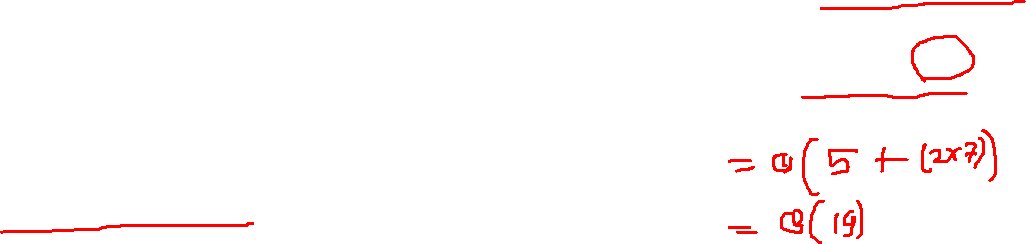 = Q(5 + (2x7))
= Q(19)